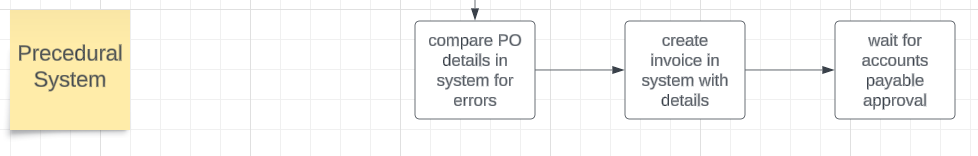 Precedural
System
compare PO
details in
system for
errors
create
invoice in
system with
details
wait for
accounts
payable
approval